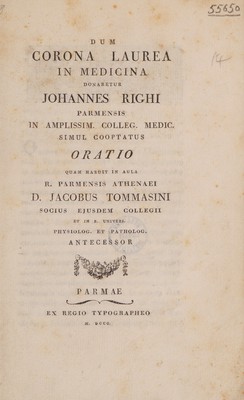 55650
14
DUM
CORONA LAUREA
IN MEDICINA
DONARETUR
JOHANNES RIGHI
PARMENSIS
IN AMPLISSIM. COLLEG. MEDIC.
SIMUL COOPTATUS
ORATIO
QUAM HABUIT IN AULA
R. PARMENSIS ATHENAEI
D. JACOBUS TOMMASINI
SOCIUS EJUSDEM COLLEGII
ET IN R. UNIVERS.
PHYSIOLOG. ET PATHOLOG.
ANTECESSOR
PARMAE
EX REGIO TYPOGRAPHEO